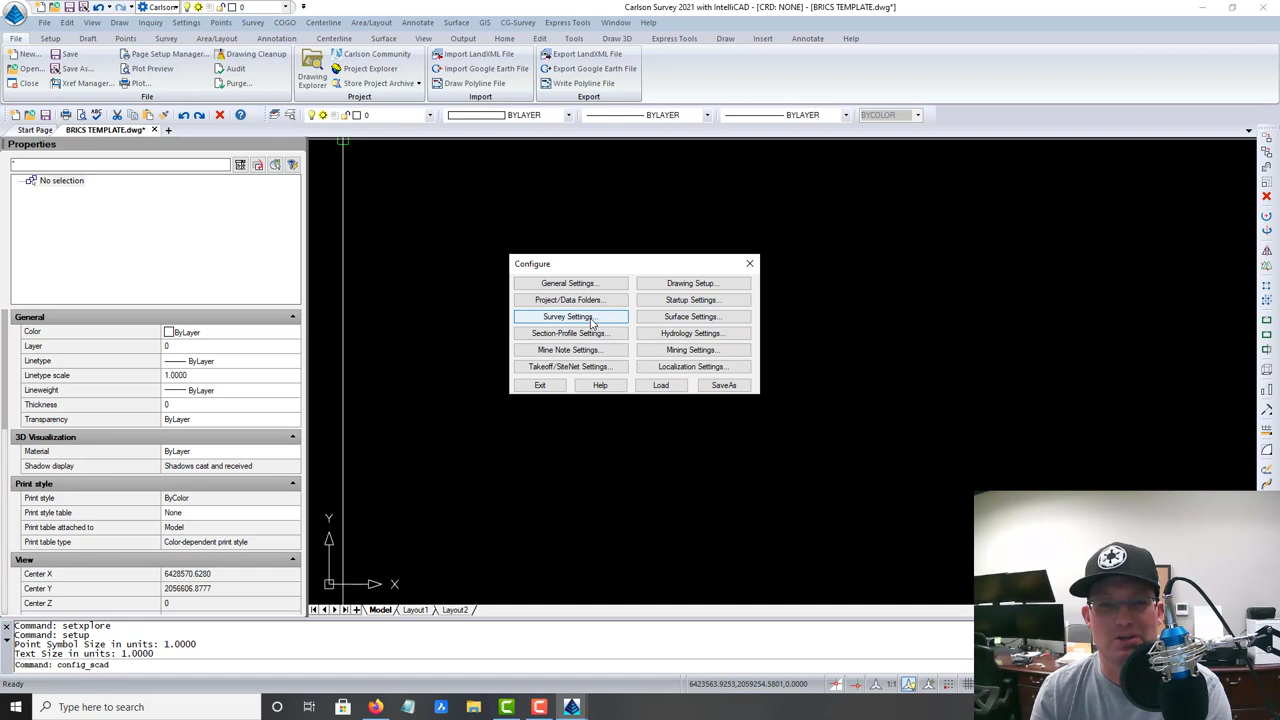 Carlson Survey 2021 with IntelliCAD - [CRD: NONE] - [BRICS TEMPLATE.dwg*]
Carlson
0
File Edit View Draw Inquiry Settings Points Survey COGO Centerline Area/Layout Annotate Surface GIS CG-Survey Express Tools Window Help
File Setup Draft Points Survey Area/Layout Annotation Centerline Surface Home View Output Edit Tools Draw 3D Express Tools Draw Insert Annotate
New... Save Page Setup Manager... Drawing Cleanup Carlson Community Import LandXML File Export LandXML File
Open... Save As... Plot Preview Audit Project Explorer Import Google Earth File Export Google Earth File
Close Xref Manager... Plot... Purge... Drawing Explorer Store Project Archive Draw Polyline File Write Polyline File
File Project Import Export
0 BYLAYER BYLAYER BYLAYER BYCOLOR
Start Page BRICS TEMPLATE.dwg*
Properties
*
No selection
General
Color ByLayer
Layer 0
Linetype ByLayer
Linetype scale 1.0000
Lineweight ByLayer
Thickness 0
Transparency ByLayer
3D Visualization
Material ByLayer
Shadow display Shadows cast and received
Print style
Print style ByColor
Print style table None
Print table attached to Model
Print table type Color-dependent print style
View
Center X 6428570.6280
Center Y 2056606.8777
Center Z 0
Configure
General Settings... Drawing Setup...
Project/Data Folders... Startup Settings...
Survey Settings... Surface Settings...
Section-Profile Settings... Hydrology Settings...
Mine Note Settings... Mining Settings...
Takeoff/SiteNet Settings... Localization Settings...
Exit Help Load SaveAs
Y
X
Model Layout1 Layout2
Command: setxplore
Command: setup
Point Symbol Size in units: 1.0000
Text Size in units: 1.0000
Command: config_scad
Ready 6423563.9253,2059254.5801,0.0000 1:1
Type here to search